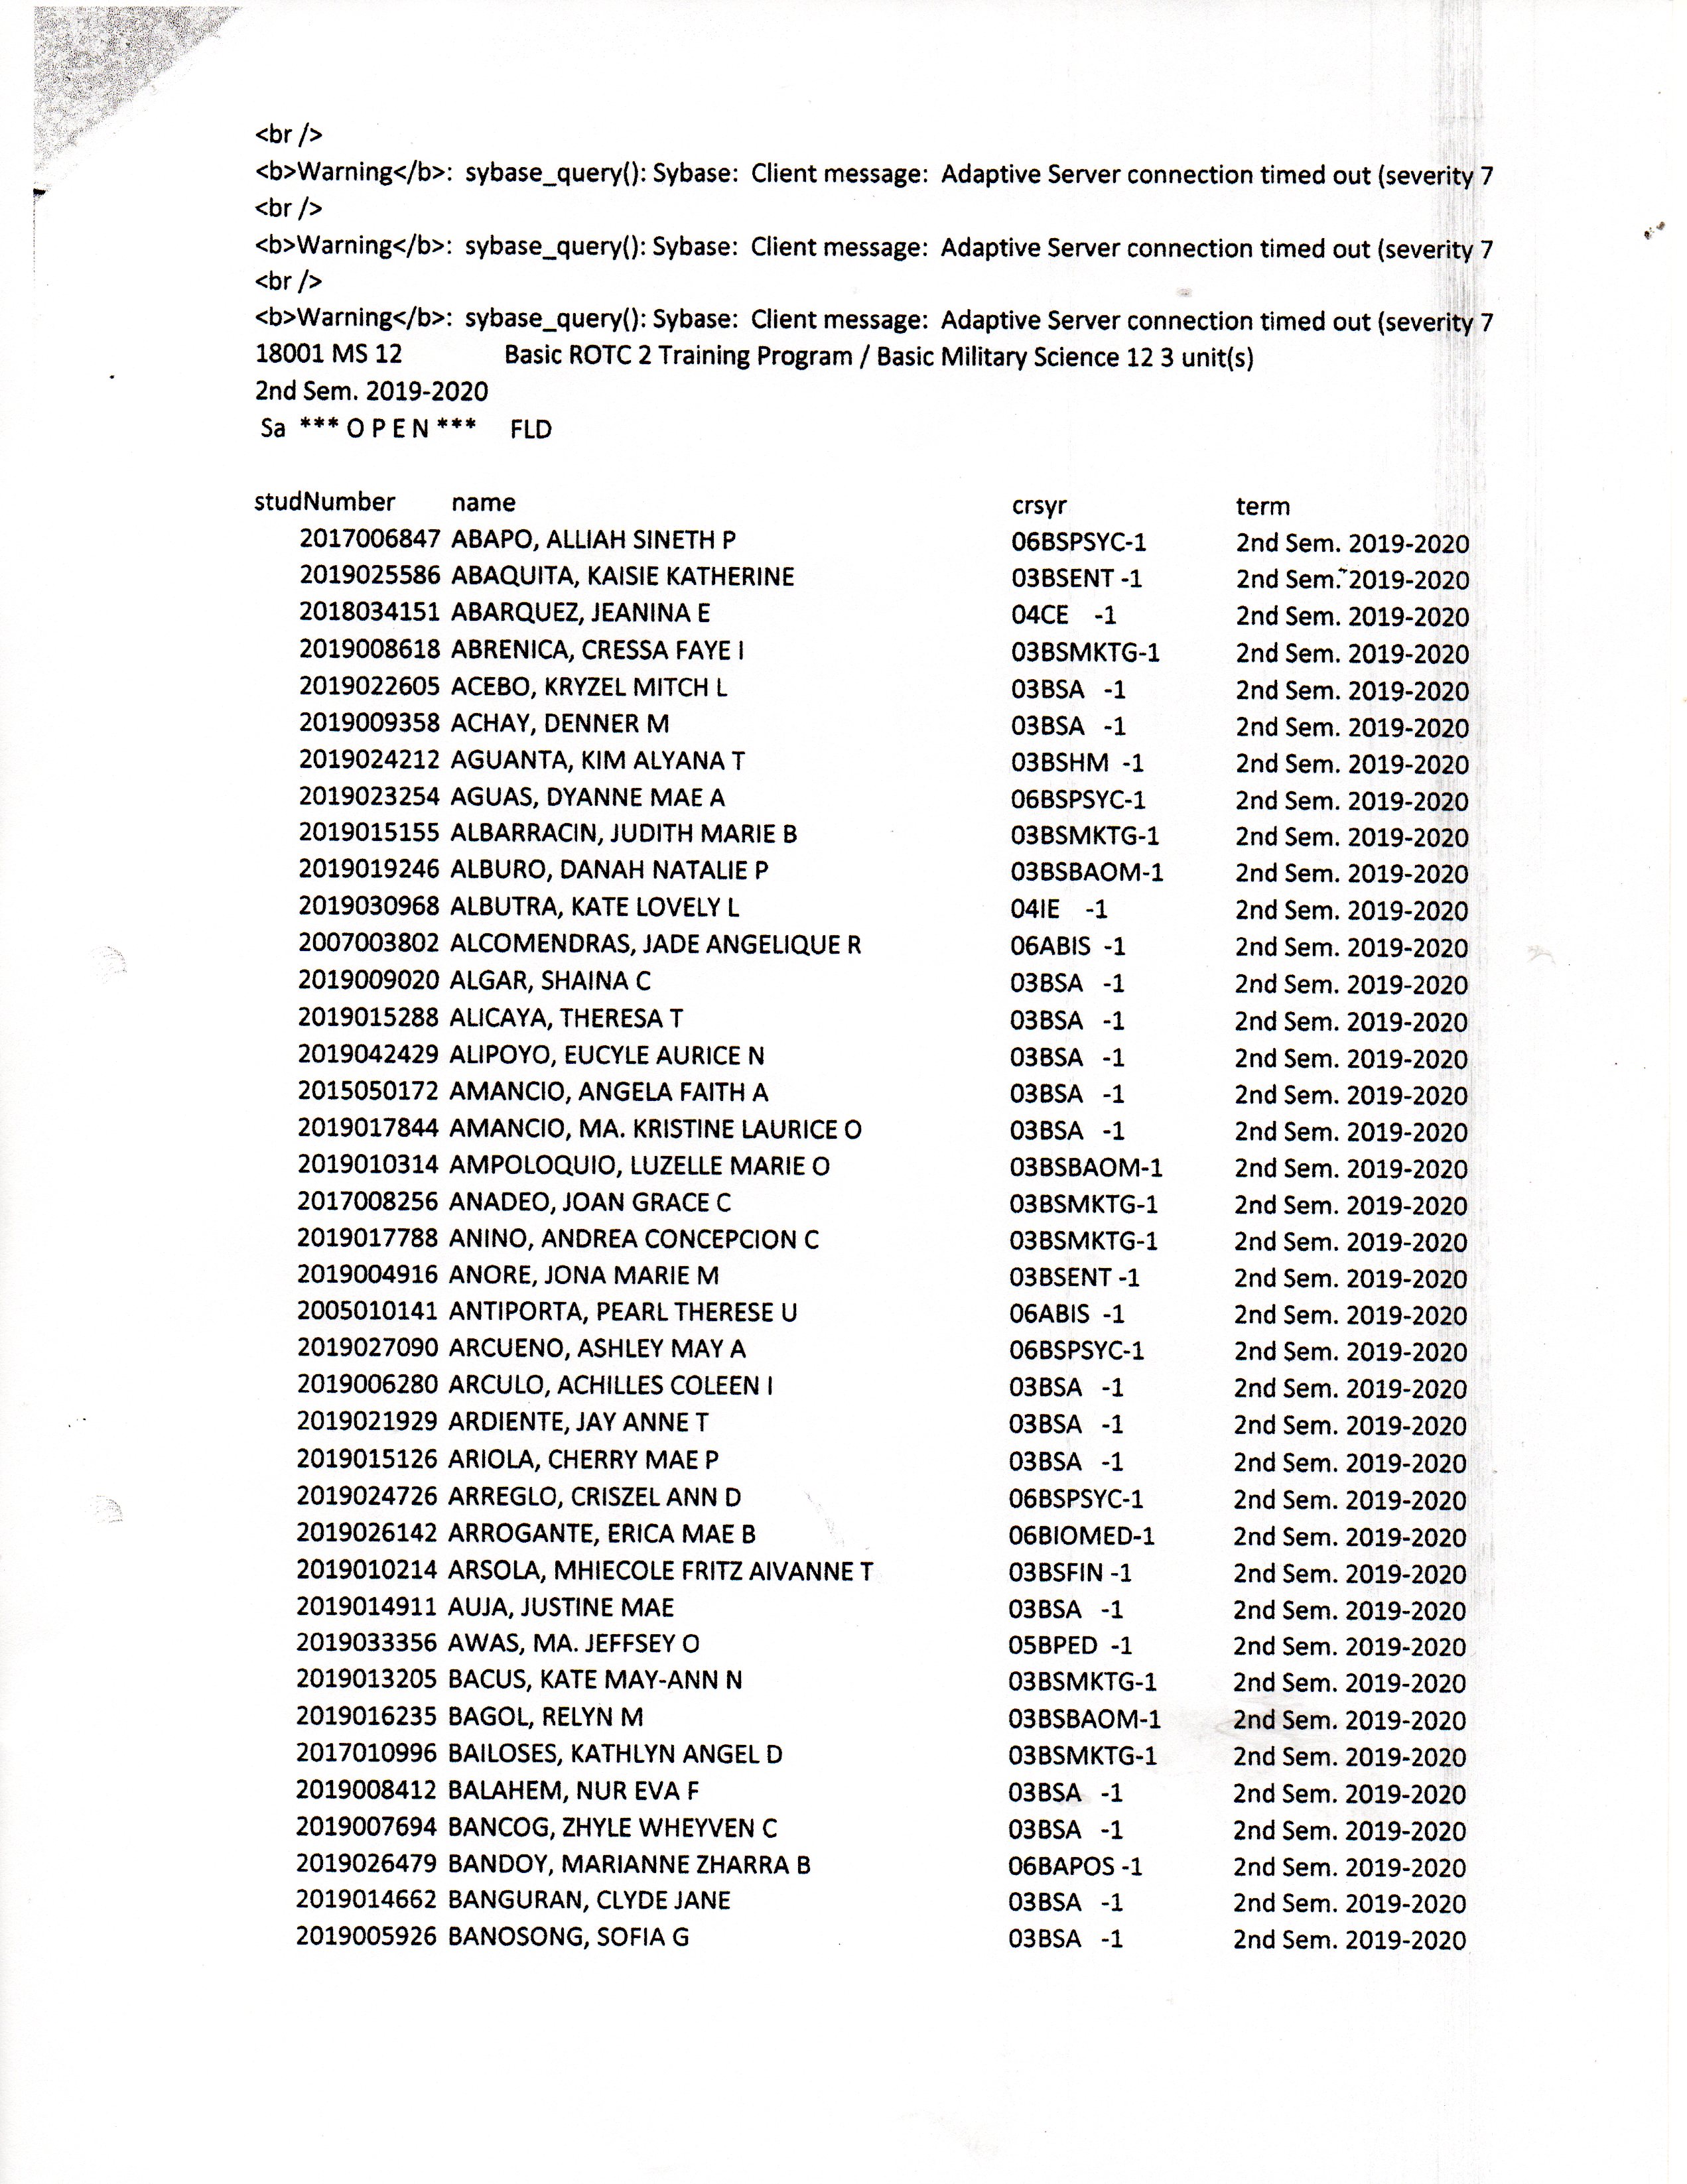 <br />
<b>Warning</b>:  sybase_query(): Sybase:  Client message:  Adaptive Server connection timed out (severity 7
<br />
<b>Warning</b>:  sybase_query(): Sybase:  Client message:  Adaptive Server connection timed out (severity 7
<br />
<b>Warning</b>:  sybase_query(): Sybase:  Client message:  Adaptive Server connection timed out (severity 7
18001 MS 12 Basic ROTC 2 Training Program / Basic Military Science 12 3 unit(s)
2nd Sem. 2019-2020
Sa *** O P E N *** FLD
studNumber name crsyr term
2017006847 ABAPO, ALLIAH SINETH P 06BSPSYC-1 2nd Sem. 2019-2020
2019025586 ABAQUITA, KAISIE KATHERINE 03BSENT -1 2nd Sem. 2019-2020
2018034151 ABARQUEZ, JEANINA E 04CE -1 2nd Sem. 2019-2020
2019008618 ABRENICA, CRESSA FAYE I 03BSMKTG-1 2nd Sem. 2019-2020
2019022605 ACEBO, KRYZEL MITCH L 03BSA -1 2nd Sem. 2019-2020
2019009358 ACHAY, DENNER M 03BSA -1 2nd Sem. 2019-2020
2019024212 AGUANTA, KIM ALYANA T 03BSHM -1 2nd Sem. 2019-2020
2019023254 AGUAS, DYANNE MAE A 06BSPSYC-1 2nd Sem. 2019-2020
2019015155 ALBARRACIN, JUDITH MARIE B 03BSMKTG-1 2nd Sem. 2019-2020
2019019246 ALBURO, DANAH NATALIE P 03BSBAOM-1 2nd Sem. 2019-2020
2019030968 ALBUTRA, KATE LOVELY L 04IE -1 2nd Sem. 2019-2020
2007003802 ALCOMENDRAS, JADE ANGELIQUE R 06ABIS -1 2nd Sem. 2019-2020
2019009020 ALGAR, SHAINA C 03BSA -1 2nd Sem. 2019-2020
2019015288 ALICAYA, THERESA T 03BSA -1 2nd Sem. 2019-2020
2019042429 ALIPOYO, EUCYLE AURICE N 03BSA -1 2nd Sem. 2019-2020
2015050172 AMANCIO, ANGELA FAITH A 03BSA -1 2nd Sem. 2019-2020
2019017844 AMANCIO, MA. KRISTINE LAURICE O 03BSA -1 2nd Sem. 2019-2020
2019010314 AMPOLOQUIO, LUZELLE MARIE O 03BSBAOM-1 2nd Sem. 2019-2020
2017008256 ANADEO, JOAN GRACE C 03BSMKTG-1 2nd Sem. 2019-2020
2019017788 ANINO, ANDREA CONCEPCION C 03BSMKTG-1 2nd Sem. 2019-2020
2019004916 ANORE, JONA MARIE M 03BSENT -1 2nd Sem. 2019-2020
2005010141 ANTIPORTA, PEARL THERESE U 06ABIS -1 2nd Sem. 2019-2020
2019027090 ARCUENO, ASHLEY MAY A 06BSPSYC-1 2nd Sem. 2019-2020
2019006280 ARCULO, ACHILLES COLEEN I 03BSA -1 2nd Sem. 2019-2020
2019021929 ARDIENTE, JAY ANNE T 03BSA -1 2nd Sem. 2019-2020
2019015126 ARIOLA, CHERRY MAE P 03BSA -1 2nd Sem. 2019-2020
2019024726 ARREGLO, CRISZEL ANN D 06BSPSYC-1 2nd Sem. 2019-2020
2019026142 ARROGANTE, ERICA MAE B 06BIOMED-1 2nd Sem. 2019-2020
2019010214 ARSOLA, MHIECOLE FRITZ AIVANNE T 03BSFIN -1 2nd Sem. 2019-2020
2019014911 AUJA, JUSTINE MAE 03BSA -1 2nd Sem. 2019-2020
2019033356 AWAS, MA. JEFFSEY O 05BPED -1 2nd Sem. 2019-2020
2019013205 BACUS, KATE MAY-ANN N 03BSMKTG-1 2nd Sem. 2019-2020
2019016235 BAGOL, RELYN M 03BSBAOM-1 2nd Sem. 2019-2020
2017010996 BAILOSES, KATHLYN ANGEL D 03BSMKTG-1 2nd Sem. 2019-2020
2019008412 BALAHEM, NUR EVA F 03BSA -1 2nd Sem. 2019-2020
2019007694 BANCOG, ZHYLE WHEYVEN C 03BSA -1 2nd Sem. 2019-2020
2019026479 BANDOY, MARIANNE ZHARRA B 06BAPOS -1 2nd Sem. 2019-2020
2019014662 BANGURAN, CLYDE JANE 03BSA -1 2nd Sem. 2019-2020
2019005926 BANOSONG, SOFIA G 03BSA -1 2nd Sem. 2019-2020